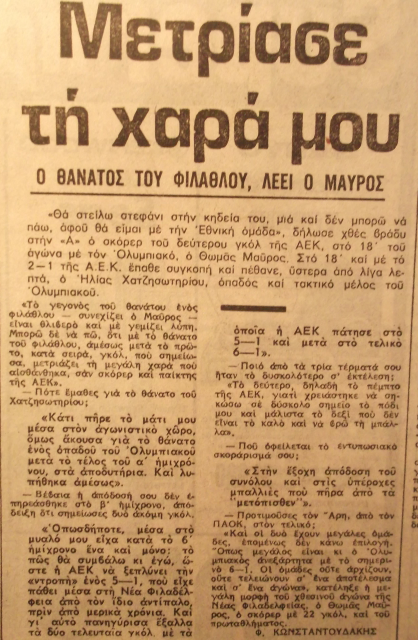 Μετρίασε
τή χαρά μου
Ο ΘΑΝΑΤΟΣ ΤΟΥ ΦΙΛΑΘΛΟΥ, ΛΕΕΙ Ο ΜΑΥΡΟΣ
«Θά στείλω στεφάνι στήν κηδεία του, μιά καί δέν μπορώ νά
πάω, ἀφοῦ θά εἶμαι μέ τήν Ἐθνική ὁμάδα», δήλωσε χθές βράδυ
στήν «Α» ὁ σκόρερ τοῦ δεύτερου γκόλ τῆς ΑΕΚ, στό 18' τοῦ
ἀγώνα μέ τόν Ὀλυμπιακό, ὁ Θωμᾶς Μαῦρος. Στό 18' καί μέ τό
2—1 τῆς Α.Ε.Κ. ἔπαθε συγκοπή καί πέθανε, ὕστερα ἀπό λίγα λε-
πτά, ὁ Ἠλίας Χατζησωτηρίου, ὀπαδός καί τακτικό μέλος τοῦ
Ὀλυμπιακοῦ.
«Τό γεγονός τοῦ θανάτου ἑνός
φιλάθλου — συνεχίζει ὁ Μαῦρος —
εἶναι θλιβερό καί μέ γεμίζει λύπη.
Μπορῶ δέ νά πῶ, ὅτι μέ τό θάνατο
τοῦ φιλάθλου, ἀμέσως μετά τό πρῶ-
το, κατά σειρά, γκόλ, πού σημείω-
σα, μετριάζει τή μεγάλη χαρά πού
αἰσθάνθηκα, σάν σκόρερ καί παίκτης
τῆς ΑΕΚ».
— Πότε ἔμαθες γιά τό θάνατο τοῦ
Χατζησωτηρίου;
«Κάτι πῆρε τό μάτι μου
μέσα στόν ἀγωνιστικό χῶρο,
ὅμως ἄκουσα γιά τό θάνατο
ἑνός ὀπαδοῦ τοῦ Ὀλυμπιακοῦ
μετά τό τέλος τοῦ α' ἡμιχρό-
νου, στά ἀποδυτήρια. Καί λυ-
πήθηκα ἀμέσως».
— Βέβαια ἡ ἀπόδοσή σου δέν ἐ-
πηρεάσθηκε στό β' ἡμίχρονο, ἀπό-
δειξη ὅτι σημείωσες δυό ἀκόμη γκόλ.
«Ὁπωσδήποτε, μέσα στό
μυαλό μου εἶχα κατά τό 6'
ἡμίχρονο ἕνα καί μόνο: τό
πῶς θά συμβάλω κι ἐγώ, ὥ-
στε ἡ ΑΕΚ νά ξεπλύνει τήν
«ντροπή» ἑνός 5—1, πού εἶχε
πάθει μέσα στή Νέα Φιλαδέλ-
φεια ἀπό τόν ἴδιο ἀντίπαλο,
πρίν ἀπό μερικά χρόνια. Καί
γι' αὐτό πανηγύρισα ἔξαλλα
τά δύο τελευταῖα γκόλ, μέ τά
ὁποῖα ἡ ΑΕΚ πάτησε στό
5—1 καί μετά στό τελικό
6—1».
— Ποιό ἀπό τά τρία τέρματά σου
ἦταν τό δυσκολότερο σ' ἐκτέλεση;
«Τό δεύτερο, δηλαδή τό πέμπτο
τῆς ΑΕΚ, γιατί χρειάστηκε νά ση-
κώσω σέ δύσκολο σημεῖο τό πόδι
μου καί μάλιστα τό δεξί πού δέν
εἶναι τό καλό καί νά βρῶ τή μπάλ-
λα».
— Ποῦ ὀφείλεται τό ἐντυπωσιακό
σκοράρισμά σου;
«Στήν ἔξοχη ἀπόδοση τοῦ
συνόλου καί στίς ὑπέροχες
μπαλλιές πού πῆρα ἀπό τά
"μετόπισθεν"».
— Προτιμοῦσες τόν Ἄρη, ἀπό τόν
ΠΑΟΚ, στόν τελικό;
«Καί οἱ δυό ἔχουν μεγάλες ὁμάδες,
ἑπομένως δέν κάνω ἐπιλογή.
Ὅπως μεγάλος εἶναι κι ὁ Ὀλυ-
μπιακός ἀνεξάρτητα μέ τό σημερι-
νό 6—1. Οἱ ὁμάδες οὔτε ἀρχίζουν,
οὔτε τελειώνουν σ' ἕνα ἀποτέλεσμα
καί σ' ἕνα ἀγώνα», κατέληξε ἡ με-
γάλη μορφή τοῦ χθεσινοῦ ἀγώνα τῆς
Νέας Φιλαδελφείας, ὁ Θωμᾶς Μαῦ-
ρος, ὁ σκόρερ μέ 22 γκόλ, καί τοῦ
πρωταθλήματος.
Φ. ΚΩΝΣΤΑΝΤΟΥΛΑΚΗΣ